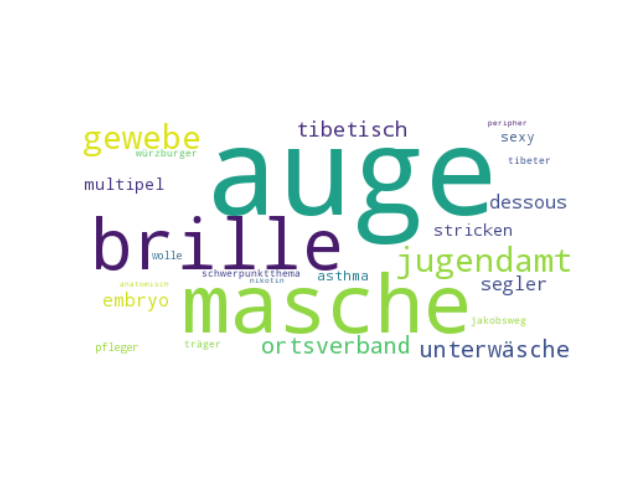 peripher
tibetisch
gewebe
auge
sexy
würzburger
tibeter
multipel
dessous
brille
stricken
wolle
jugendamt
schwerpunktthema
asthma
nikotin
anatomisch
segler
masche
embryo
jakobsweg
träger
ortsverband
pfleger
unterwäsche